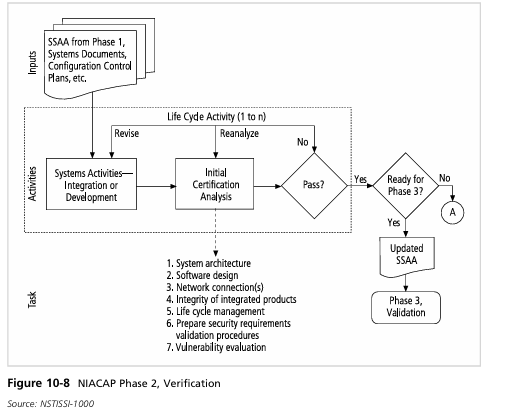 Inputs
SSAA from Phase 1,
Systems Documents,
Configuration Control
Plans, etc.
Life Cycle Activity (1 to n)
Revise
Reanalyze
No
Activities
Systems Activities—
Integration or
Development
Initial
Certification
Analysis
Pass?
Yes
Ready for
Phase 3?
No
A
Yes
Updated
SSAA
Phase 3,
Validation
Task
1. System architecture
2. Software design
3. Network connection(s)
4. Integrity of integrated products
5. Life cycle management
6. Prepare security requirements
validation procedures
7. Vulnerability evaluation
Figure 10-8 NIACAP Phase 2, Verification
Source: NSTISSI-1000